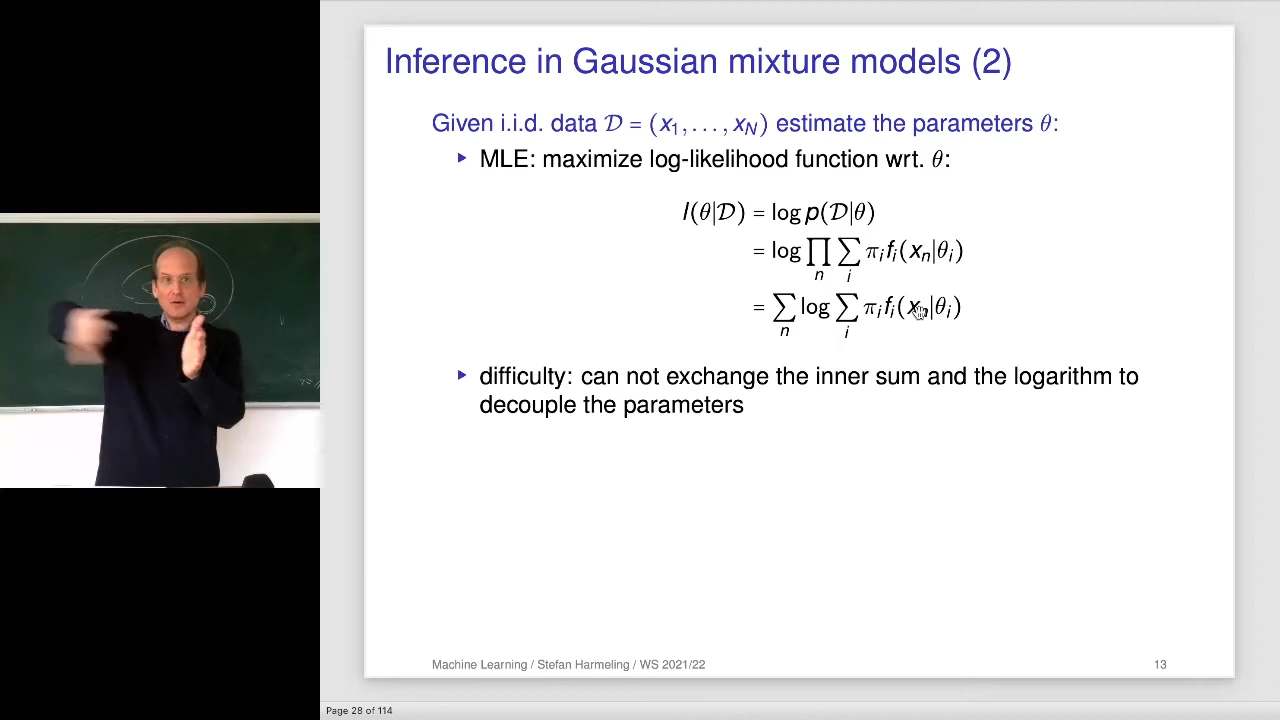 Inference in Gaussian mixture models (2)
Given i.i.d. data 𝒟 = (x₁, . . . , x_N) estimate the parameters θ:
MLE: maximize log-likelihood function wrt. θ:
l(θ|𝒟) = log p(𝒟|θ)
= log ∏_n ∑_i π_i f_i(x_n|θ_i)
= ∑_n log ∑_i π_i f_i(x_n|θ_i)
difficulty: can not exchange the inner sum and the logarithm to
decouple the parameters
Machine Learning / Stefan Harmeling / WS 2021/22 13
Page 28 of 114